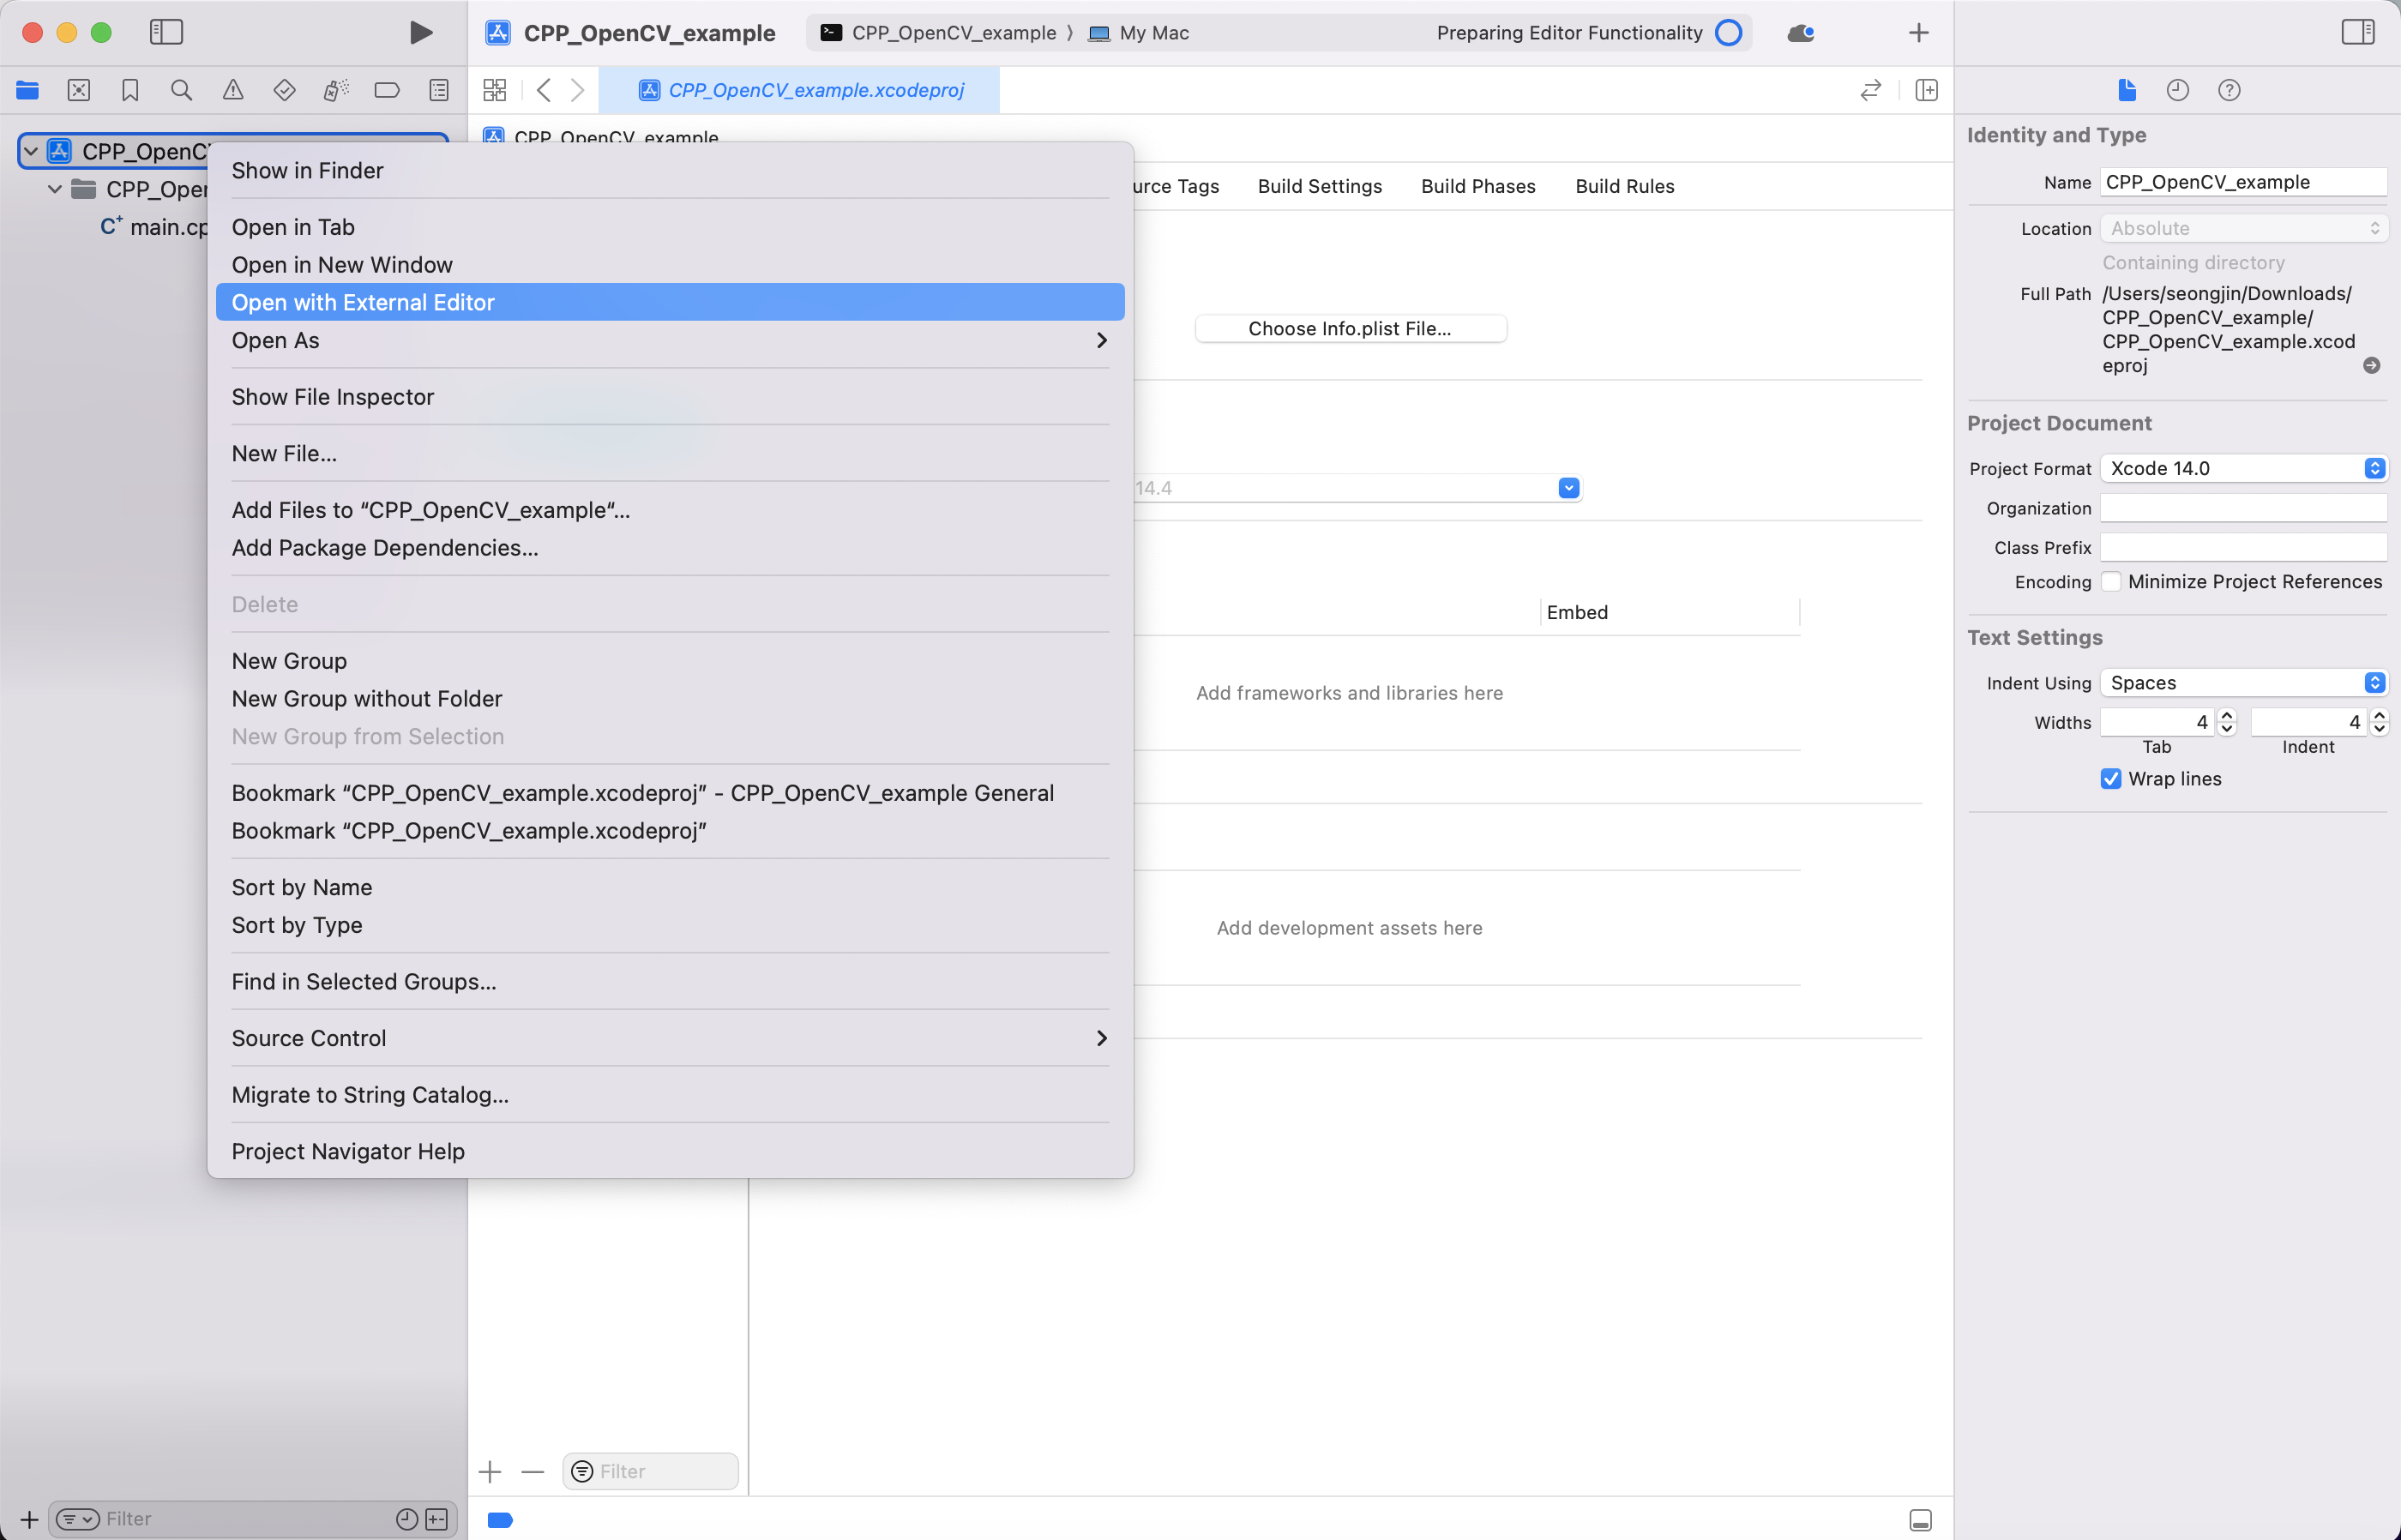 CPP_OpenCV_example
CPP_OpenCV_example
My Mac
Preparing Editor Functionality
CPP_OpenCV_example.xcodeproj
CPP_OpenCV_example
CPP_OpenC
CPP_Oper
main.cp
Show in Finder
Open in Tab
Open in New Window
Open with External Editor
Open As
Show File Inspector
New File...
Add Files to “CPP_OpenCV_example“...
Add Package Dependencies...
Delete
New Group
New Group without Folder
New Group from Selection
Bookmark “CPP_OpenCV_example.xcodeproj” – CPP_OpenCV_example General
Bookmark “CPP_OpenCV_example.xcodeproj”
Sort by Name
Sort by Type
Find in Selected Groups...
Source Control
Migrate to String Catalog...
Project Navigator Help
urce Tags
Build Settings
Build Phases
Build Rules
Choose Info.plist File...
14.4
Embed
Add frameworks and libraries here
Add development assets here
Filter
Filter
Identity and Type
Name CPP_OpenCV_example
Location Absolute
Containing directory
Full Path /Users/seongjin/Downloads/
CPP_OpenCV_example/
CPP_OpenCV_example.xcod
eproj
Project Document
Project Format Xcode 14.0
Organization
Class Prefix
Encoding Minimize Project References
Text Settings
Indent Using Spaces
Widths 4 4
Tab Indent
Wrap lines